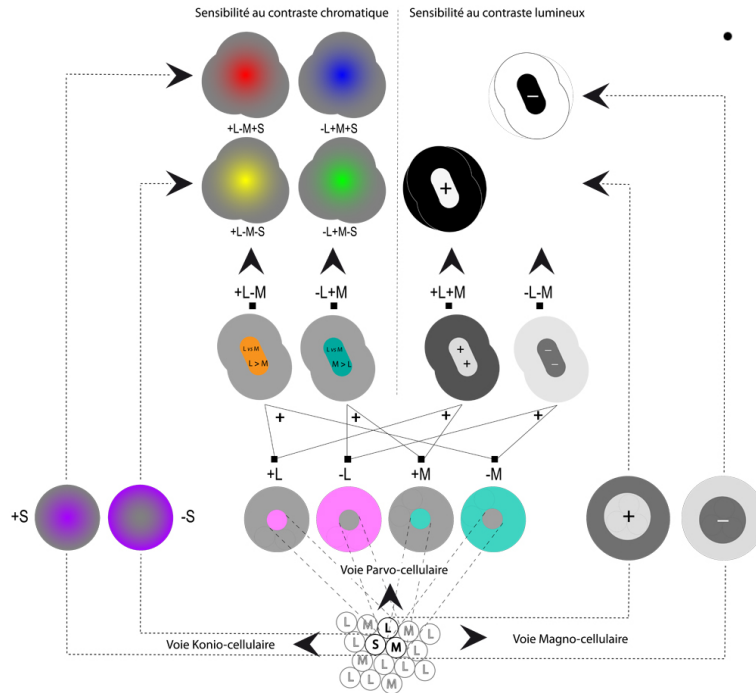 Sensibilité au contraste chromatique
Sensibilité au contraste lumineux
+L-M+S
-L+M+S
−
+L-M-S
-L+M-S
+
+L-M
-L+M
+L+M
-L-M
L vs M
L > M
L vs M
M > L
+
+
−
−
+
+
+
+
+L
-L
+M
-M
+S
-S
+
−
Voie Parvo-cellulaire
Voie Konio-cellulaire
Voie Magno-cellulaire
L M L M L
L S M L
M L L L
L L M L